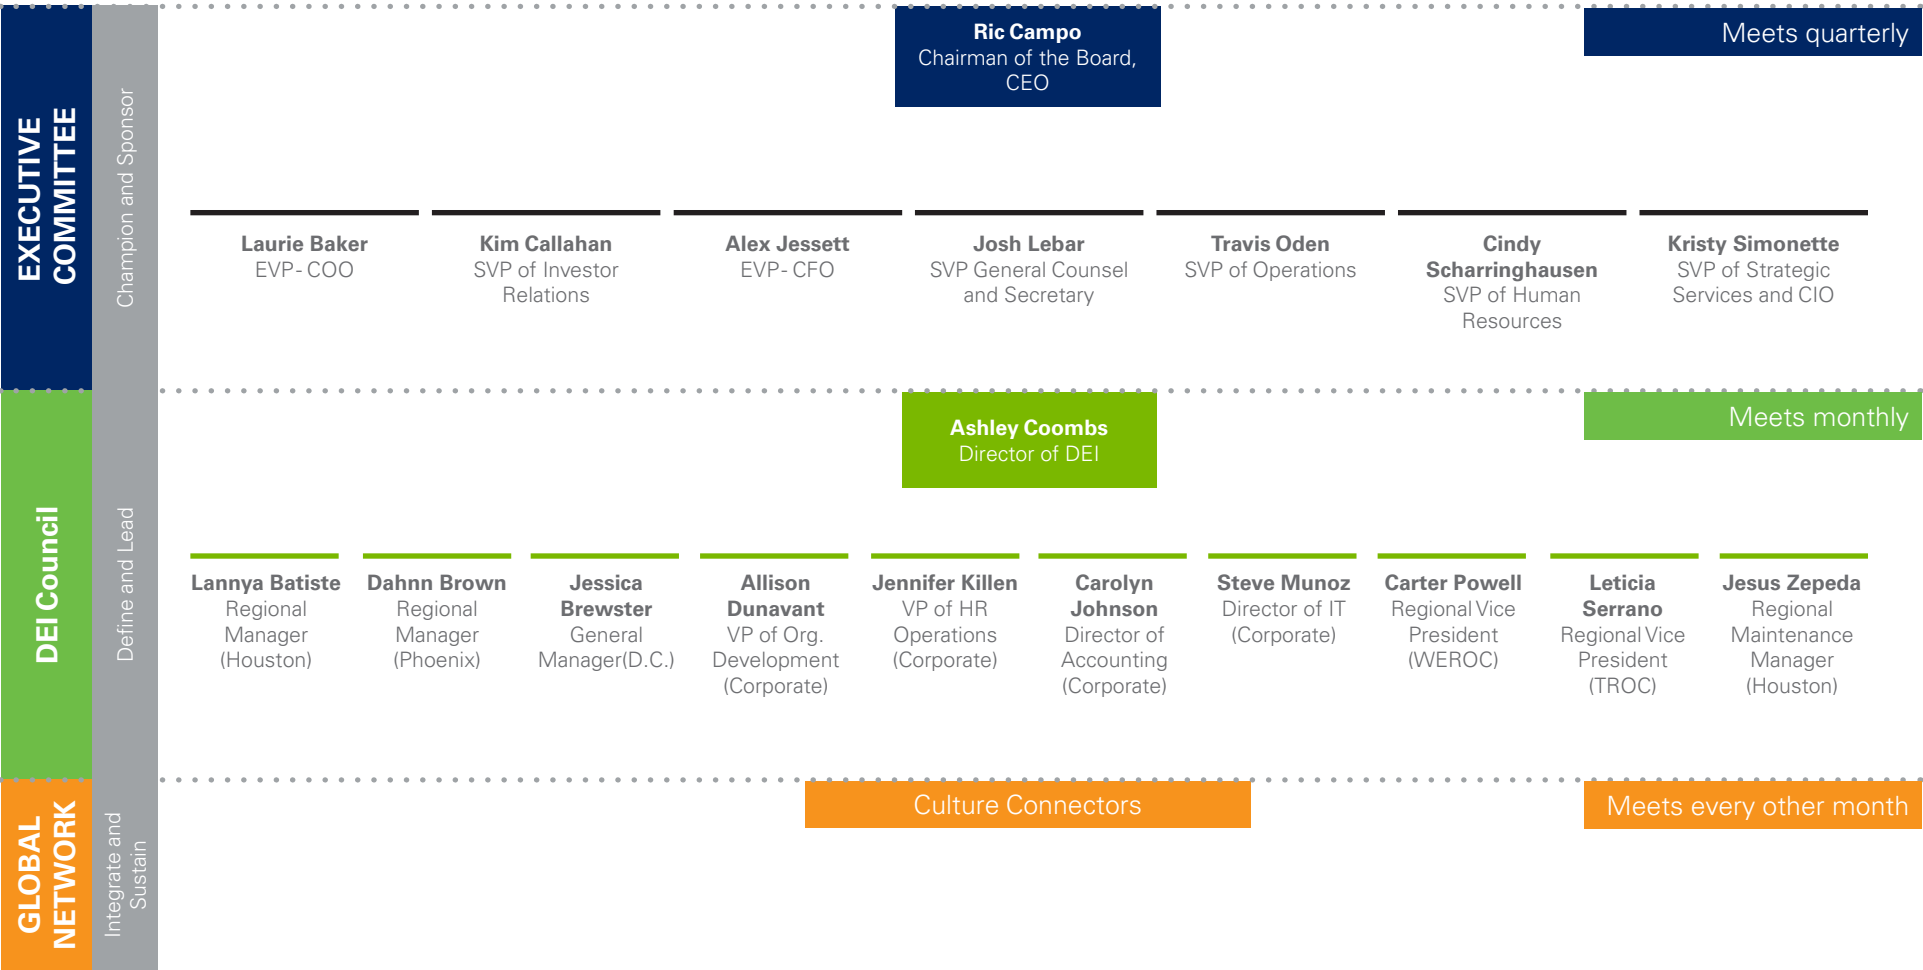 Ric Campo
Chairman of the Board,
CEO
Meets quarterly
EXECUTIVE
COMMITTEE
Champion and Sponsor
Laurie Baker
EVP- COO
Kim Callahan
SVP of Investor
Relations
Alex Jessett
EVP- CFO
Josh Lebar
SVP General Counsel
and Secretary
Travis Oden
SVP of Operations
Cindy
Scharringhausen
SVP of Human
Resources
Kristy Simonette
SVP of Strategic
Services and CIO
Ashley Coombs
Director of DEI
Meets monthly
DEI Council
Define and Lead
Lannya Batiste
Regional
Manager
(Houston)
Dahnn Brown
Regional
Manager
(Phoenix)
Jessica
Brewster
General
Manager(D.C.)
Allison
Dunavant
VP of Org.
Development
(Corporate)
Jennifer Killen
VP of HR
Operations
(Corporate)
Carolyn
Johnson
Director of
Accounting
(Corporate)
Steve Munoz
Director of IT
(Corporate)
Carter Powell
Regional Vice
President
(WEROC)
Leticia
Serrano
Regional Vice
President
(TROC)
Jesus Zepeda
Regional
Maintenance
Manager
(Houston)
Culture Connectors
Meets every other month
GLOBAL
NETWORK
Integrate and
Sustain